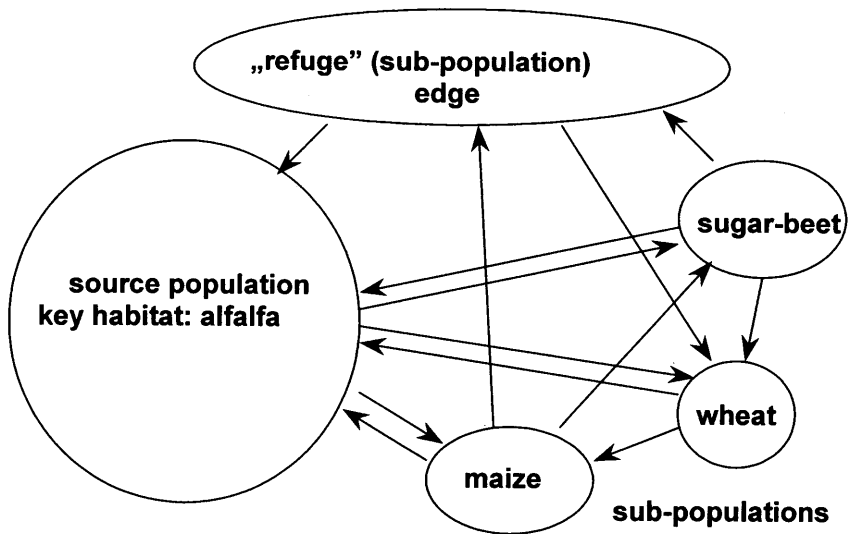 „refuge” (sub-population)
edge
sugar-beet
source population
key habitat: alfalfa
wheat
maize
sub-populations